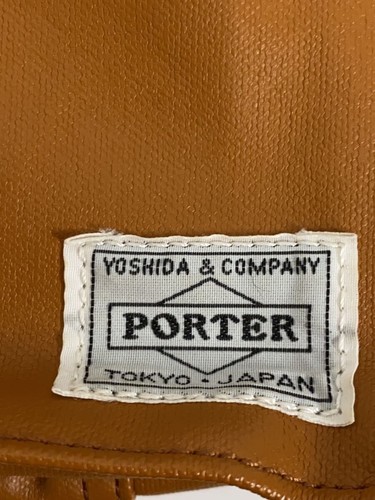 YOSHIDA & COMPANY
PORTER
TOKYO · JAPAN